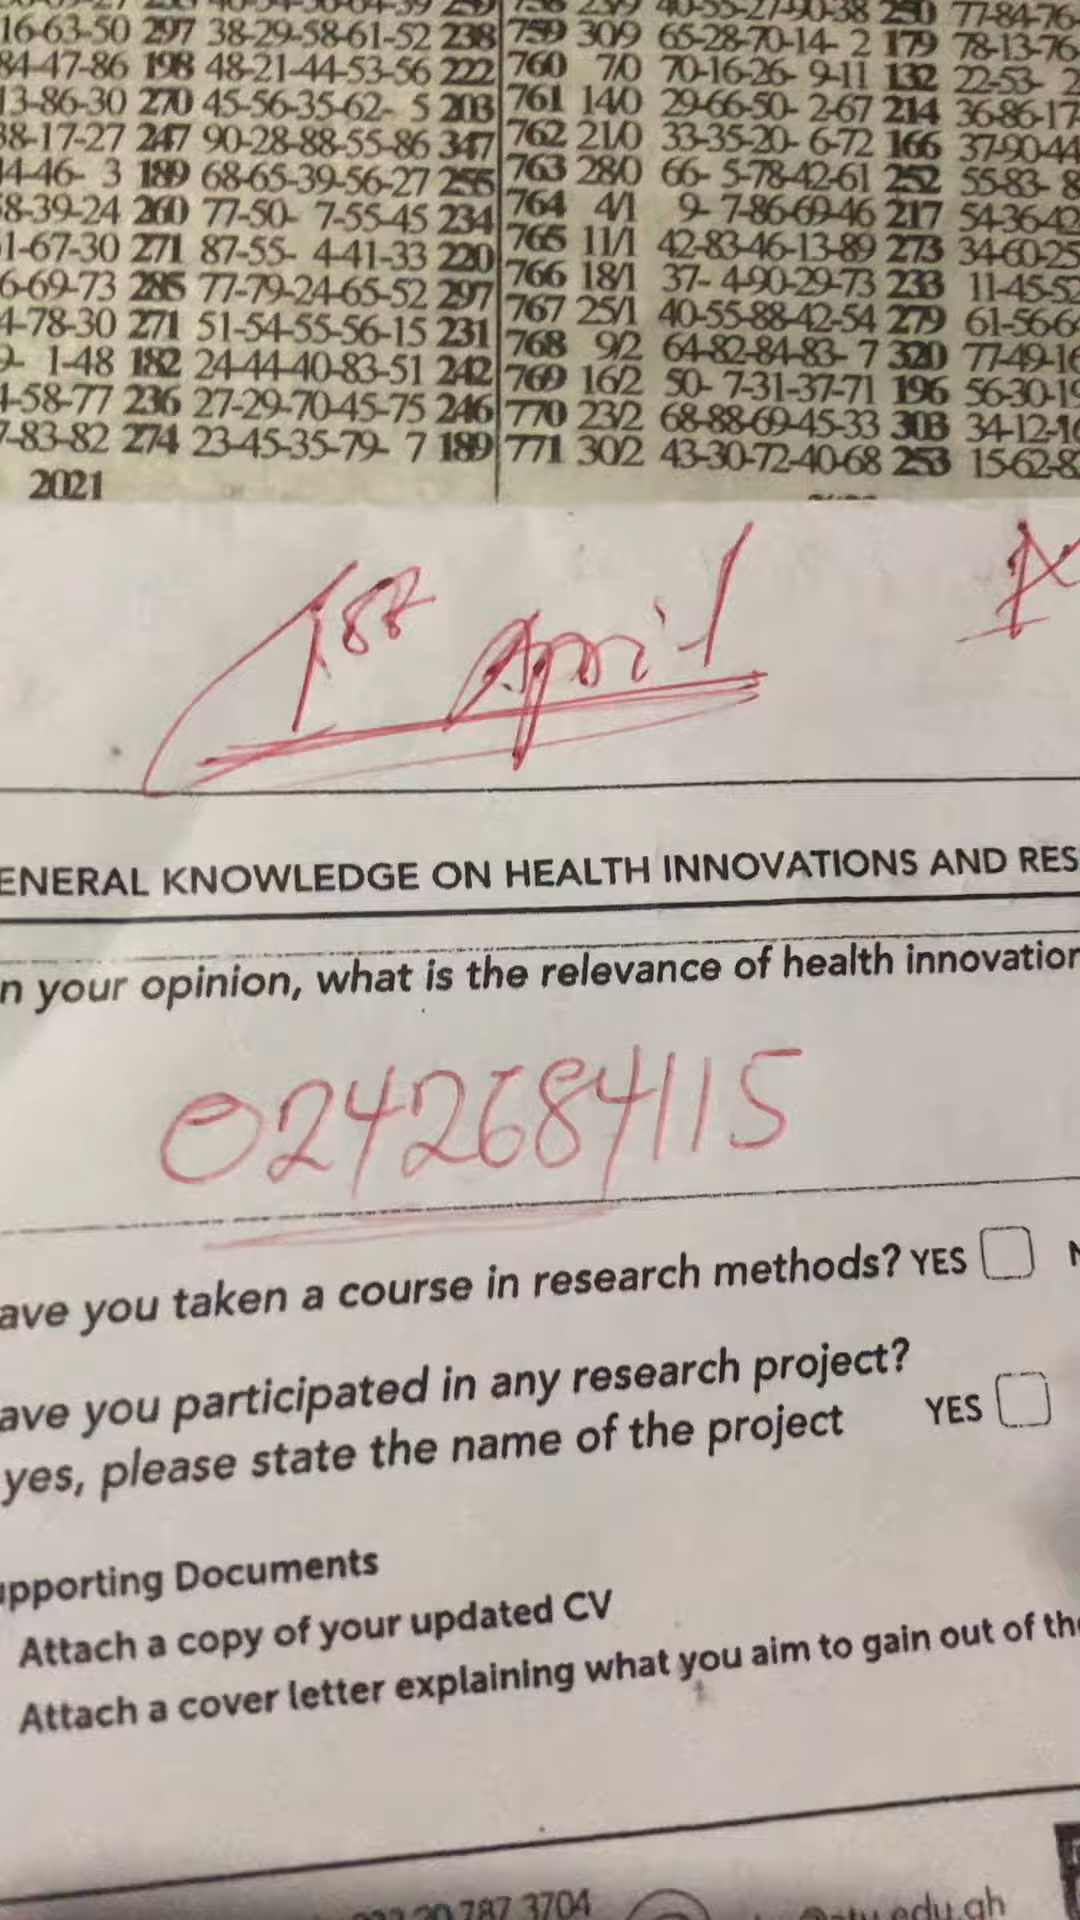 16-63-50 297 38-29-58-61-52 238 759 30/9 65-28-70-14- 2 179 78-13-76-
84-47-86 198 48-21-44-53-56 222 760 7/0 70-16-26- 9-11 132 22-53- 2
13-86-30 270 45-56-35-62- 5 203 761 14/0 29-66-50- 2-67 214 36-86-17-
38-17-27 247 90-28-88-55-86 347 762 21/0 33-35-20- 6-72 166 37-90-44
14-46- 3 189 68-65-39-56-27 255 763 28/0 66- 5-78-42-61 252 55-83- 8
58-39-24 260 77-50- 7-55-45 234 764 4/1 9- 7-86-69-46 217 54-36-42
1-67-30 271 87-55- 4-41-33 220 765 11/1 42-83-46-13-89 273 34-60-25
6-69-73 285 77-79-24-65-52 297 766 18/1 37- 4-90-29-73 233 11-45-52
4-78-30 271 51-54-55-56-15 231 767 25/1 40-55-88-42-54 279 61-56-6
9- 1-48 182 24-44-40-83-51 242 768 9/2 64-82-84-83- 7 320 77-49-16
4-58-77 236 27-29-70-45-75 246 769 16/2 50- 7-31-37-71 196 56-30-19
7-83-82 274 23-45-35-79- 7 189 770 23/2 68-88-69-45-33 303 34-12-16
2021 771 30/2 43-30-72-40-68 253 15-62-8
1st April
ENERAL KNOWLEDGE ON HEALTH INNOVATIONS AND RES
n your opinion, what is the relevance of health innovation
0242684115
ave you taken a course in research methods? YES
ave you participated in any research project?
yes, please state the name of the project YES
pporting Documents
Attach a copy of your updated CV
Attach a cover letter explaining what you aim to gain out of the
787 3704 edu.gh